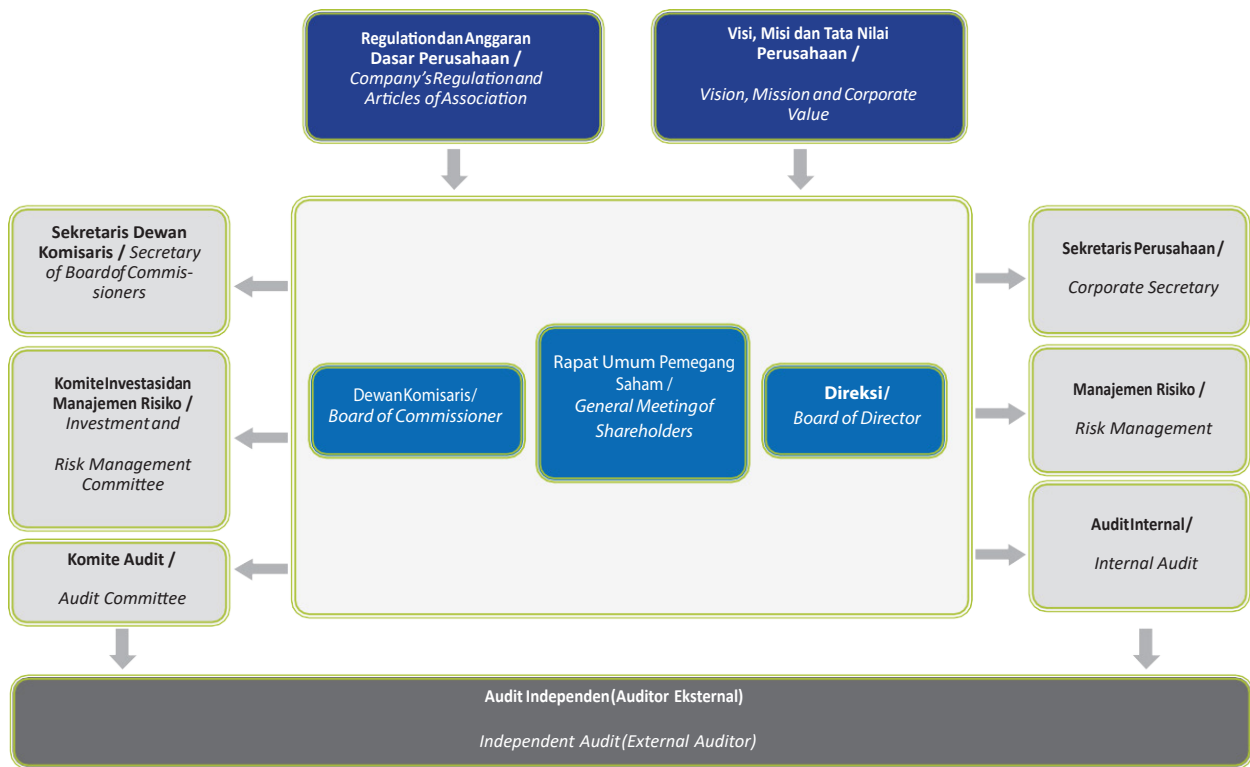 Regulation dan Anggaran
Dasar Perusahaan /
Company's Regulation and
Articles of Association
Visi, Misi dan Tata Nilai
Perusahaan /
Vision, Mission and Corporate
Value
Sekretaris Dewan
Komisaris / Secretary
of Board of Commis-
sioners
Komite Investasi dan
Manajemen Risiko /
Investment and
Risk Management
Committee
Komite Audit /
Audit Committee
Dewan Komisaris /
Board of Commissioner
Rapat Umum Pemegang
Saham /
General Meeting of
Shareholders
Direksi /
Board of Director
Sekretaris Perusahaan /
Corporate Secretary
Manajemen Risiko /
Risk Management
Audit Internal /
Internal Audit
Audit Independen (Auditor Eksternal)
Independent Audit (External Auditor)